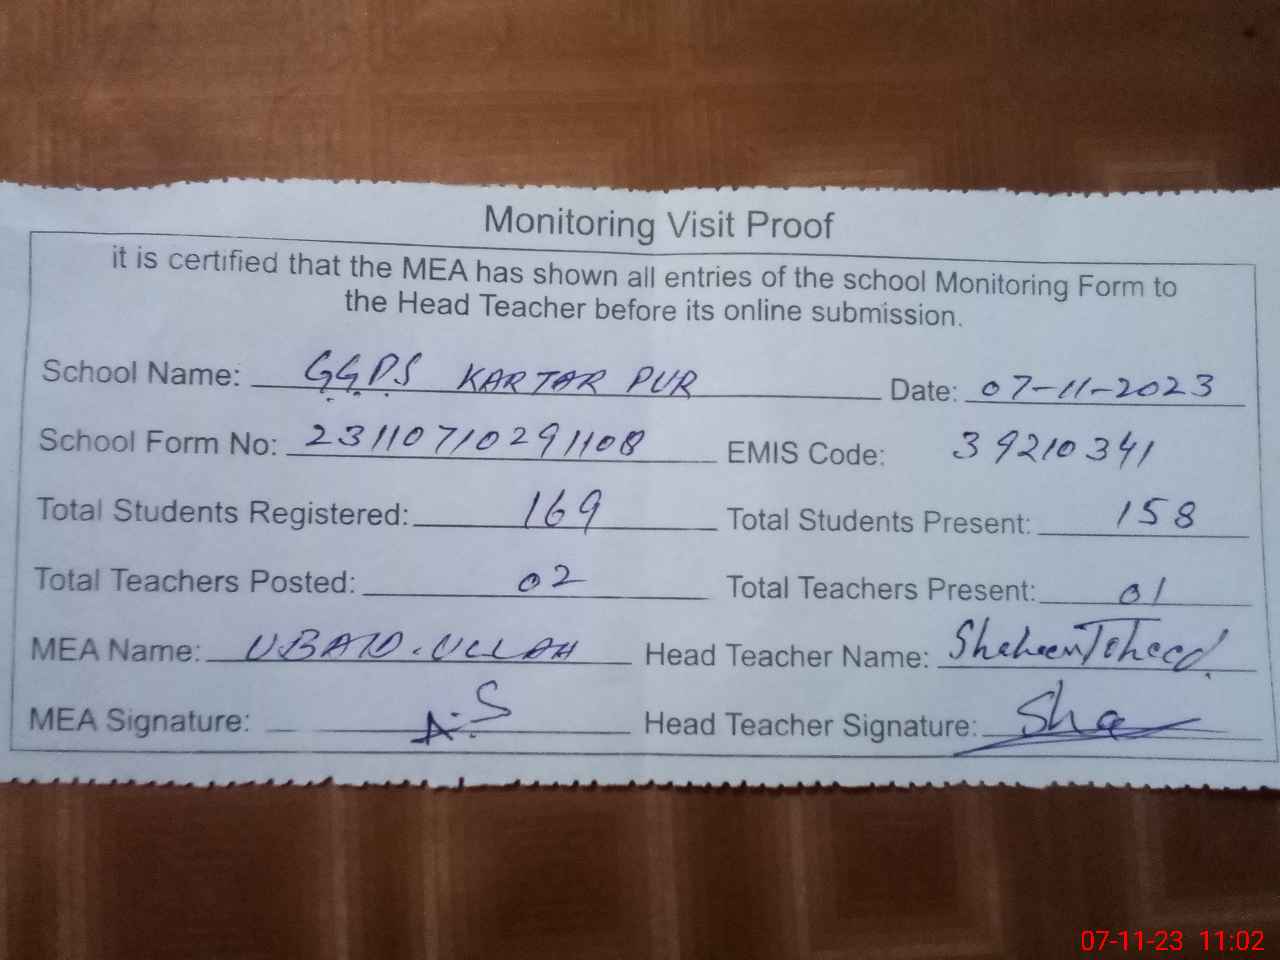 Monitoring Visit Proof
it is certified that the MEA has shown all entries of the school Monitoring Form to
the Head Teacher before its online submission.
School Name: GGPS KARTAR PUR Date: 07-11-2023
School Form No: 23110710291108 EMIS Code: 39210341
Total Students Registered: 169 Total Students Present: 158
Total Teachers Posted: 02 Total Teachers Present: 01
MEA Name: UBAID.ULLAH Head Teacher Name: Shaheen
MEA Signature: A.S Head Teacher Signature: Sha
07-11-23 11:02